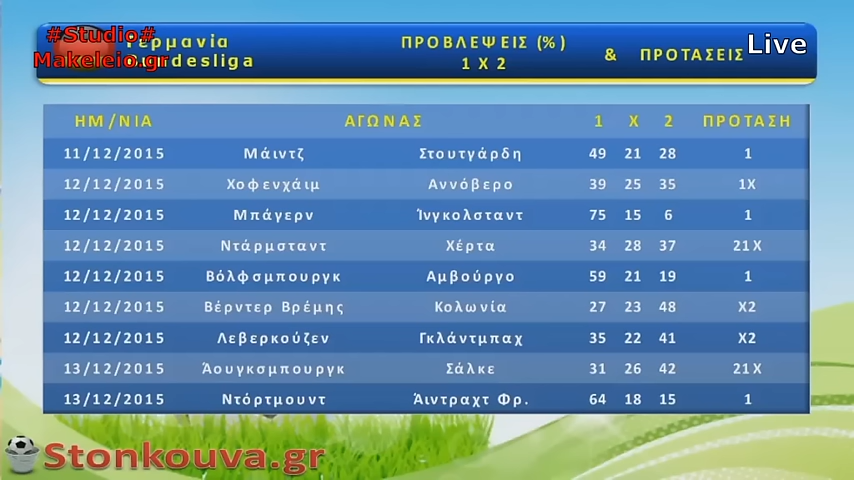 #Studio#
Makeleio.gr
Γερμανία
Bundesliga
ΠΡΟΒΛΕΨΕΙΣ (%)
1 X 2
& ΠΡΟΤΑΣΕΙΣ
Live
ΗΜ/ΝΙΑ ΑΓΩΝΑΣ 1 X 2 ΠΡΟΤΑΣΗ
11/12/2015 Μάιντζ Στουτγάρδη 49 21 28 1
12/12/2015 Χοφενχάιμ Αννόβερο 39 25 35 1X
12/12/2015 Μπάγερν Ίνγκολσταντ 75 15 6 1
12/12/2015 Ντάρμσταντ Χέρτα 34 28 37 21X
12/12/2015 Βόλφσμπουργκ Αμβούργο 59 21 19 1
12/12/2015 Βέρντερ Βρέμης Κολωνία 27 23 48 X2
12/12/2015 Λεβερκούζεν Γκλάντμπαχ 35 22 41 X2
13/12/2015 Άουγκσμπουργκ Σάλκε 31 26 42 21X
13/12/2015 Ντόρτμουντ Άιντραχτ Φρ. 64 18 15 1
Stonkouva.gr